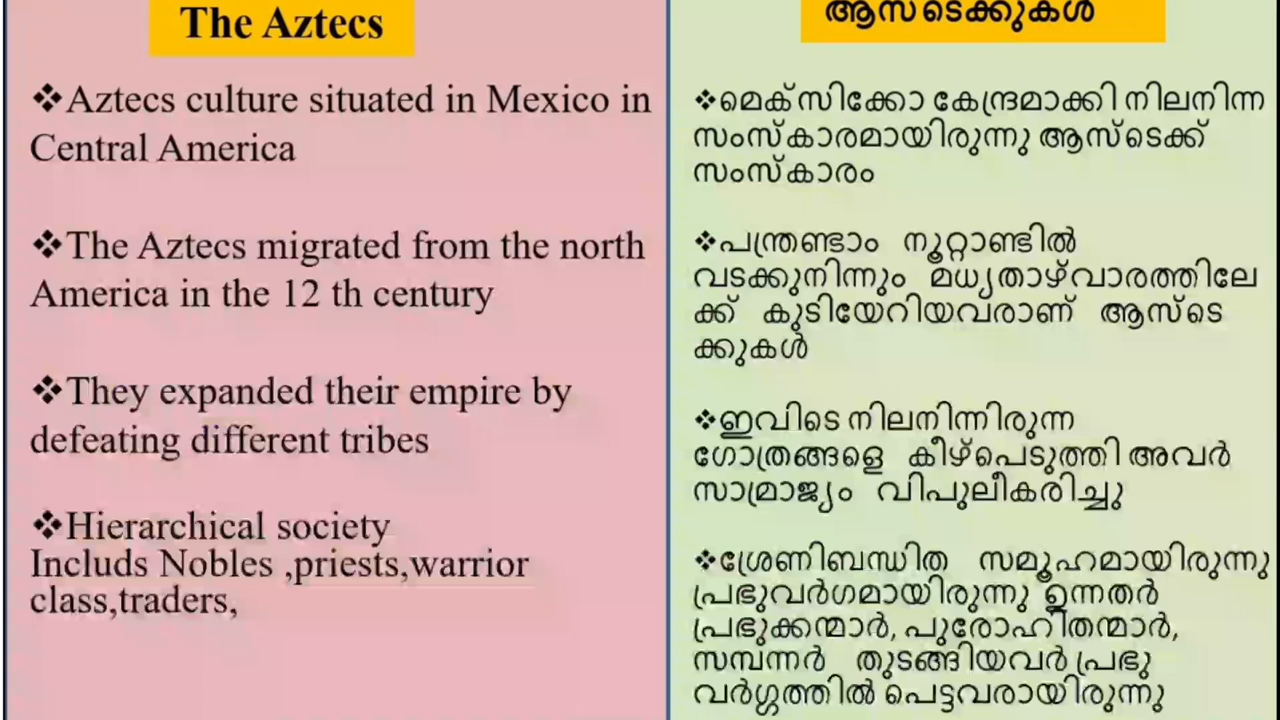 The Aztecs
❖Aztecs culture situated in Mexico in
Central America
❖The Aztecs migrated from the north
America in the 12 th century
❖They expanded their empire by
defeating different tribes
❖Hierarchical society
Includs Nobles ,priests,warrior
class,traders,
ആസ്ടെക്കുകൾ
❖മെക്സിക്കോ കേന്ദ്രമാക്കി നിലനിന്ന
സംസ്കാരമായിരുന്നു ആസ്ടെക്ക്
സംസ്കാരം
❖പന്ത്രണ്ടാം നൂറ്റാണ്ടിൽ
വടക്കുനിന്നും മധ്യതാഴ്‌വാരത്തിലേ
ക്ക് കുടിയേറിയവരാണ് ആസ്ടെ
ക്കുകൾ
❖ഇവിടെ നിലനിന്നിരുന്ന
ഗോത്രങ്ങളെ കീഴ്പെടുത്തി അവർ
സാമ്രാജ്യം വിപുലീകരിച്ചു
❖ശ്രേണിബന്ധിത സമൂഹമായിരുന്നു
പ്രഭുവർഗമായിരുന്നു ഉന്നതർ
പ്രഭുക്കന്മാർ, പുരോഹിതന്മാർ,
സമ്പന്നർ തുടങ്ങിയവർ പ്രഭു
വർഗ്ഗത്തിൽ പെട്ടവരായിരുന്നു